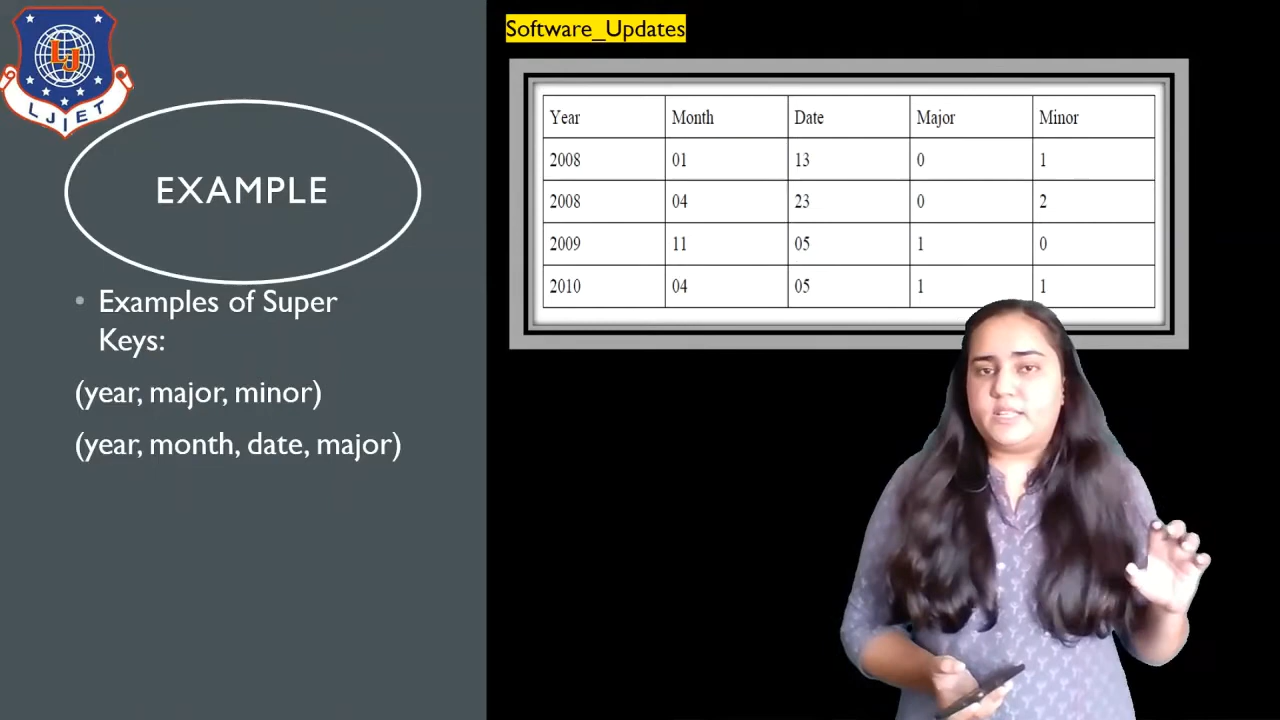 LJ
LJIET
EXAMPLE
• Examples of Super
Keys:
(year, major, minor)
(year, month, date, major)
Software_Updates
Year Month Date Major Minor
2008 01 13 0 1
2008 04 23 0 2
2009 11 05 1 0
2010 04 05 1 1